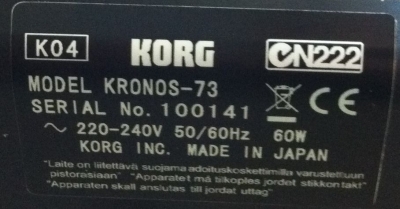 K04 KORG CN222
MODEL KRONOS-73
SERIAL No. 100141 CE
~ 220-240V 50/60Hz 60W
KORG INC. MADE IN JAPAN
"Laite on liitettävä suojamaadoituskoskettimilla varustettuun
pistorasiaan" "Apparatet må tilkoples jordet stikkontakt"
"Apparaten skall anslutas till jordat uttag"